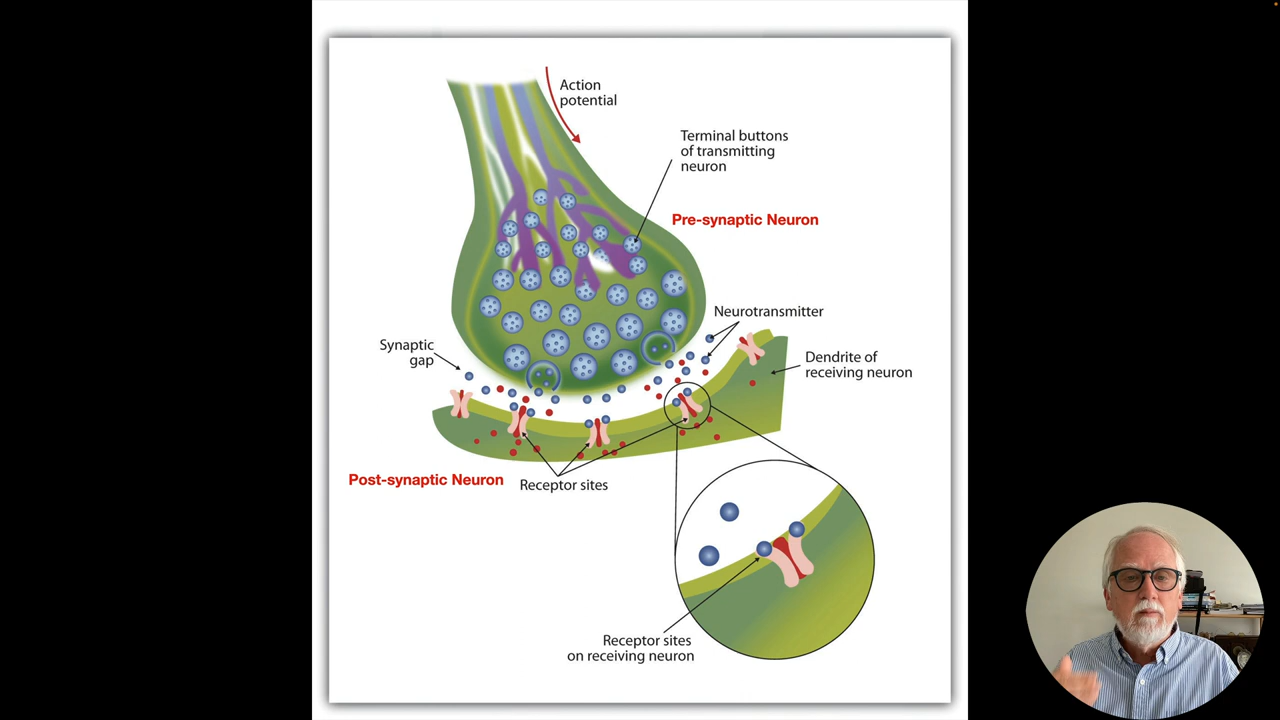 Action
potential
Terminal buttons
of transmitting
neuron
Pre-synaptic Neuron
Neurotransmitter
Synaptic
gap
Dendrite of
receiving neuron
Post-synaptic Neuron
Receptor sites
Receptor sites
on receiving neuron